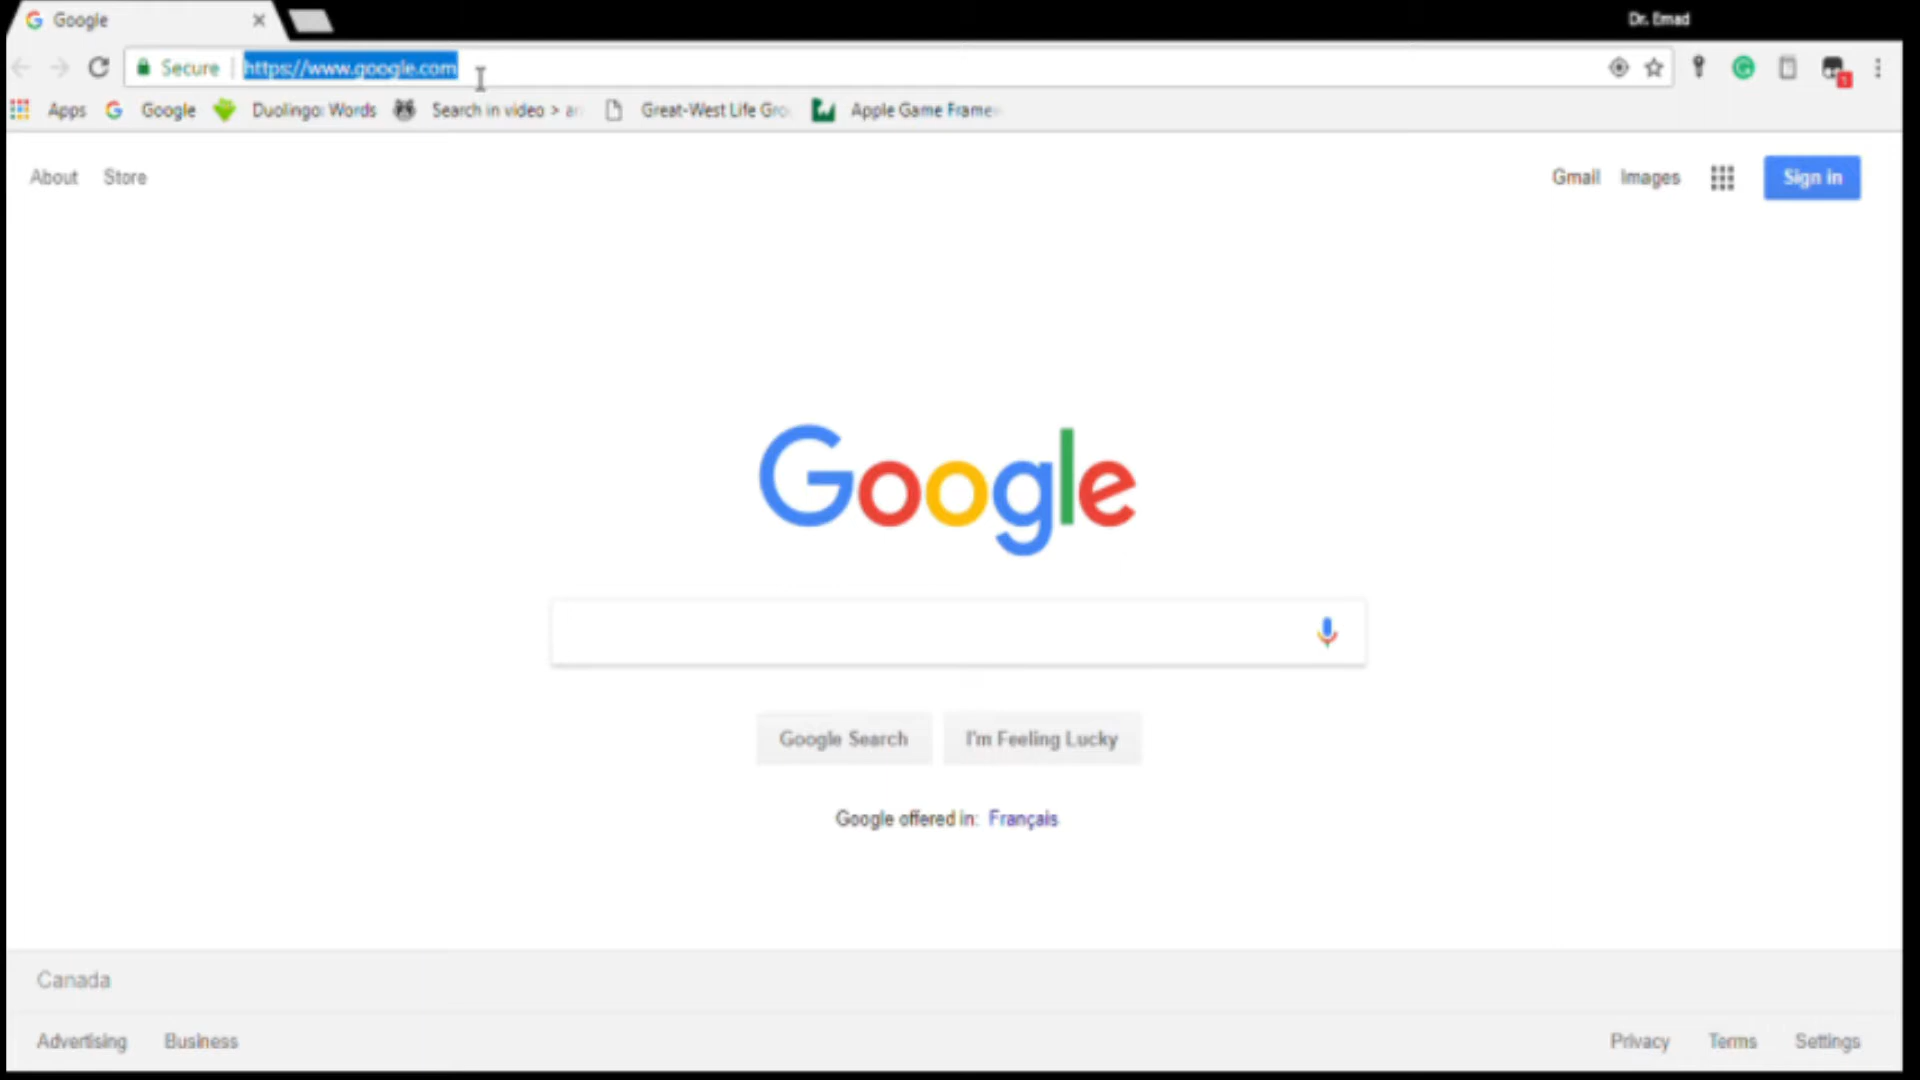 Google
Dr. Emad
Secure https://www.google.com
Apps Google Duolingo: Words Search in video > Great-West Life Gro Apple Game Frame
About Store
Gmail Images Sign in
Google
Google Search I'm Feeling Lucky
Google offered in: Français
Canada
Advertising Business
Privacy Terms Settings